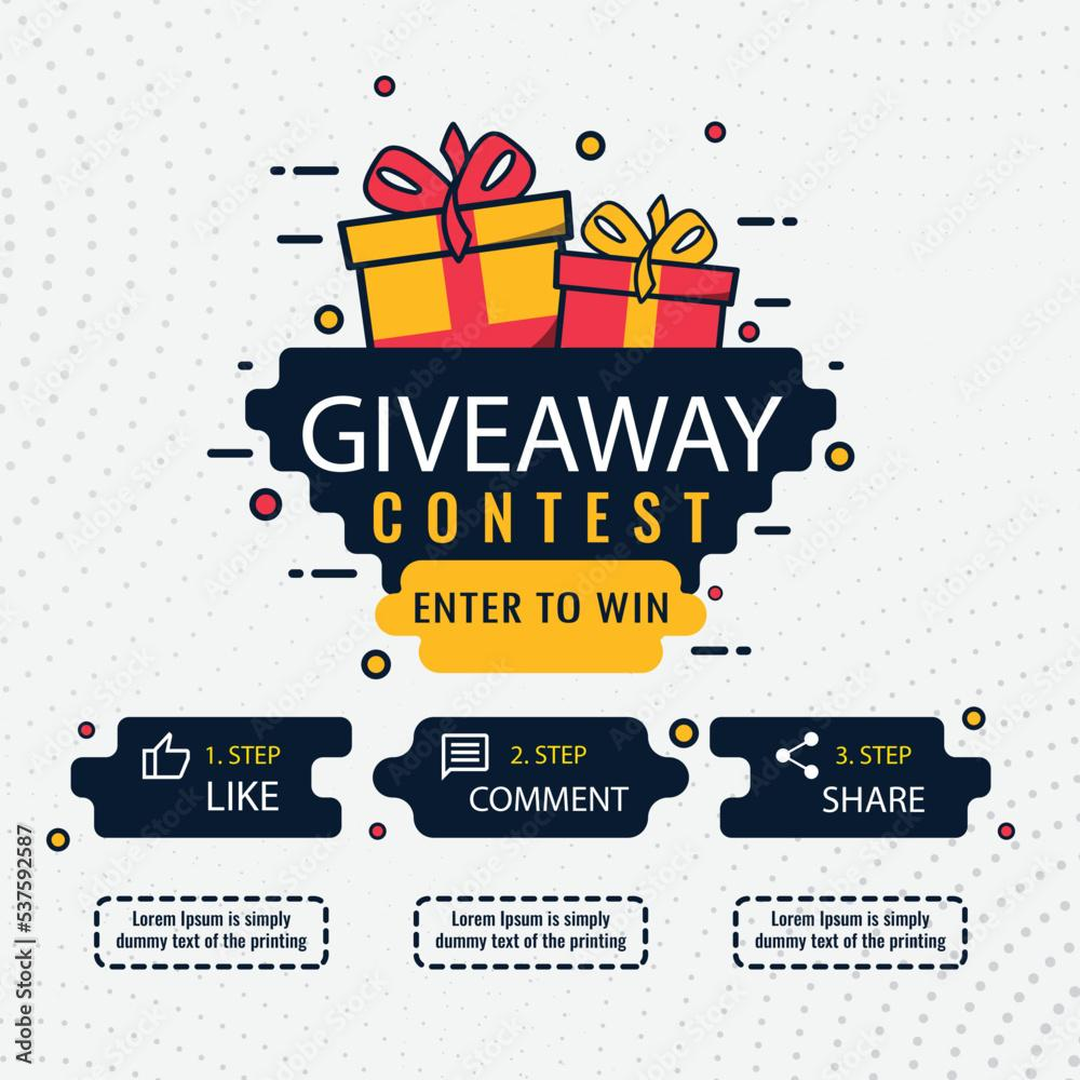 GIVEAWAY
CONTEST
ENTER TO WIN
1. STEP
LIKE
2. STEP
COMMENT
3. STEP
SHARE
Lorem Ipsum is simply
dummy text of the printing
Lorem Ipsum is simply
dummy text of the printing
Lorem Ipsum is simply
dummy text of the printing
Adobe Stock | #537592587